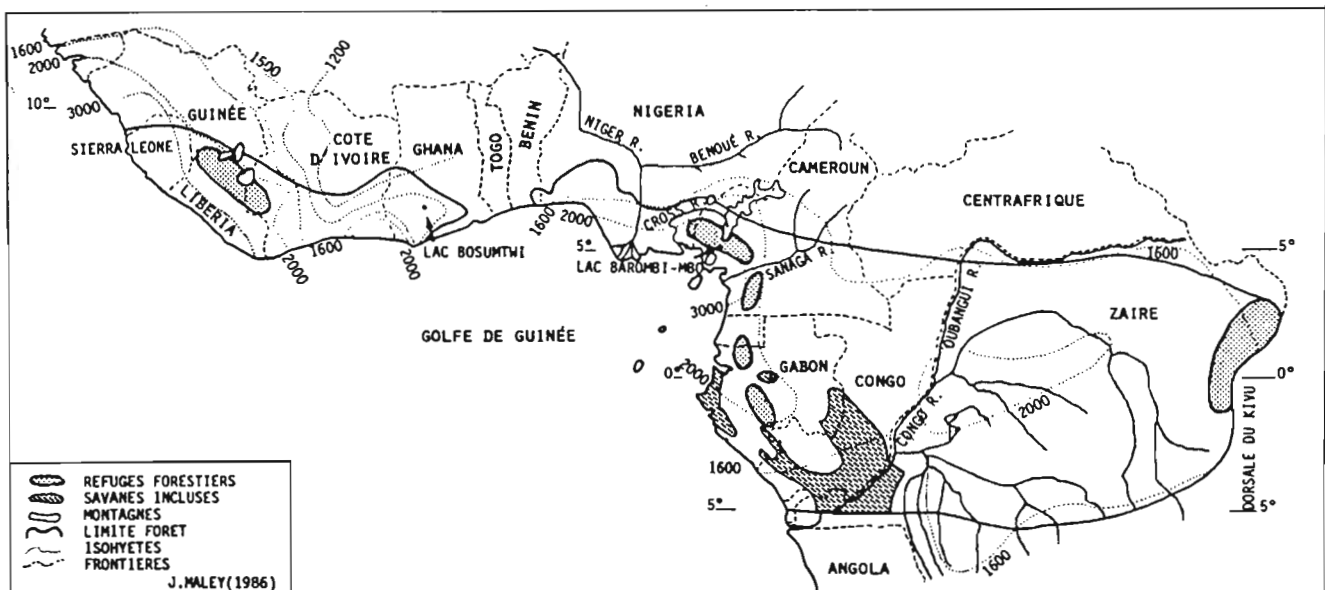 1600
2000
3000
10°
1500
1200
GUINÉE
SIERRA LEONE
LIBERIA
COTE
D'IVOIRE
GHANA
TOGO
BENIN
NIGERIA
NIGER R.
BENOUÉ R.
CAMEROUN
CENTRAFRIQUE
CROSS R.
1600
2000
5°
LAC BOSUMTWI
LAC BAROMBI-MBO
SANAGA R.
2000
1600
2000
3000
GOLFE DE GUINÉE
OUBANGUI R.
1600
5°
ZAIRE
2000
0°
GABON
CONGO
CONGO R.
2000
0°
DORSALE DU KIVU
1600
5°
5°
ANGOLA
1600
REFUGES FORESTIERS
SAVANES INCLUSES
MONTAGNES
LIMITE FORET
ISOHYETES
FRONTIERES
J.MALEY(1986)